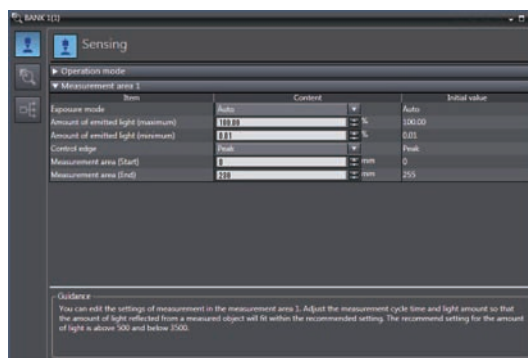 BANK 1(1)
Sensing
Operation mode
Measurement area 1
Item Content Initial value
Exposure mode Auto Auto
Amount of emitted light (maximum) 100.00 % 100.00
Amount of emitted light (minimum) 0.01 % 0.01
Control edge Peak Peak
Measurement area (Start) 0 mm 0
Measurement area (End) mm 255
Guidance
You can edit the settings of measurement in the measurement area 1. Adjust the measurement cycle time and light amount so that
the amount of light reflected from a measured object will fit within the recommended setting. The recommend setting for the amount
of light is above 500 and below 3500.